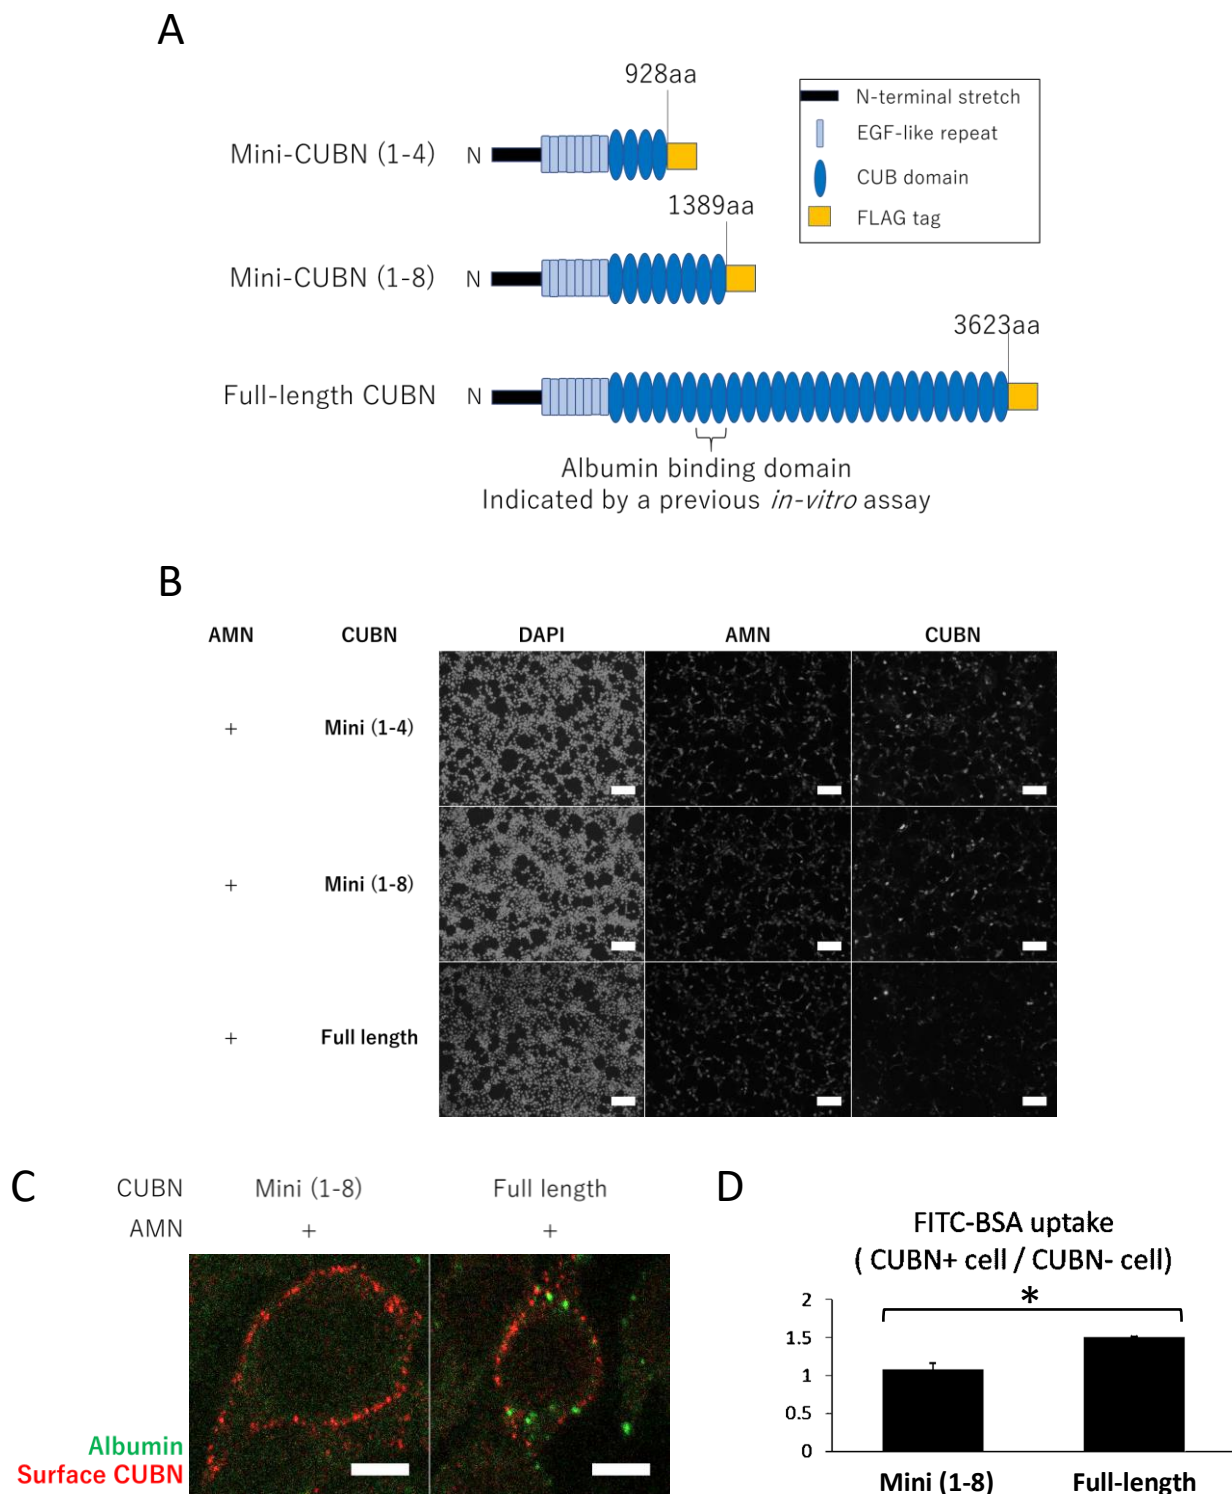 A
928aa
Mini-CUBN (1-4) N
N-terminal stretch
EGF-like repeat
CUB domain
FLAG tag
1389aa
Mini-CUBN (1-8) N
3623aa
Full-length CUBN N
Albumin binding domain
Indicated by a previous in-vitro assay
B
AMN CUBN DAPI AMN CUBN
+ Mini (1-4)
+ Mini (1-8)
+ Full length
C
CUBN Mini (1-8) Full length
AMN + +
Albumin
Surface CUBN
D
FITC-BSA uptake
( CUBN+ cell / CUBN- cell)
*
2
1.5
1
0.5
0
Mini (1-8) Full-length